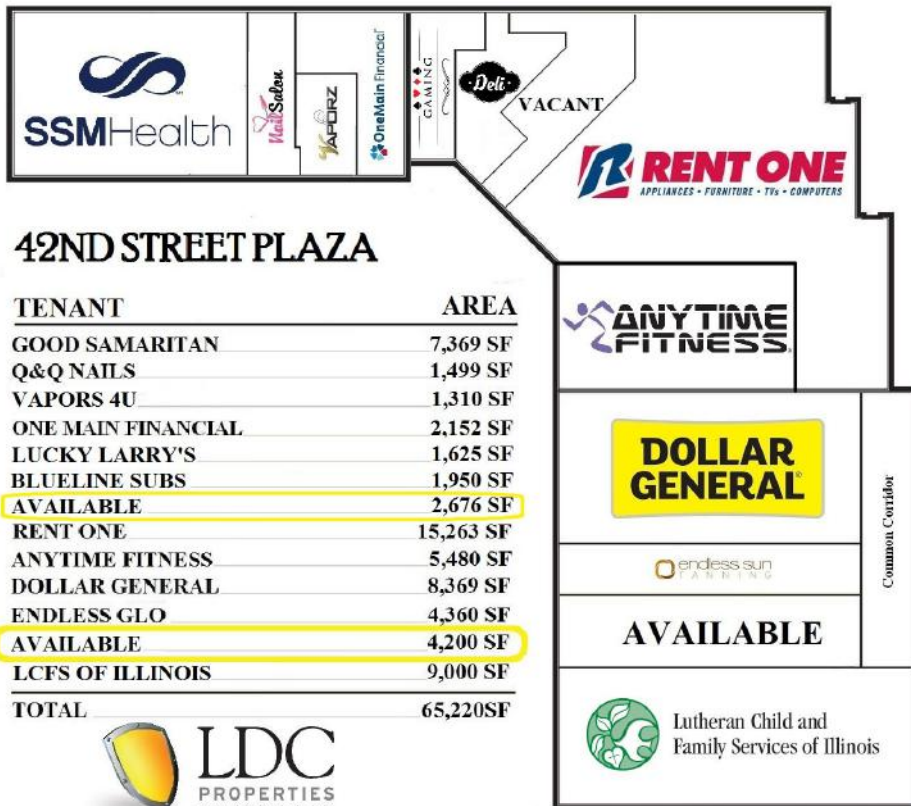 SSMHealth
NailSalon
VAPORZ
OneMain Financial
GAMING
Deli
VACANT
RENT ONE
APPLIANCES • FURNITURE • TVs • COMPUTERS
42ND STREET PLAZA
TENANT AREA
GOOD SAMARITAN 7,369 SF
Q&Q NAILS 1,499 SF
VAPORS 4U 1,310 SF
ONE MAIN FINANCIAL 2,152 SF
LUCKY LARRY'S 1,625 SF
BLUELINE SUBS 1,950 SF
AVAILABLE 2,676 SF
RENT ONE 15,263 SF
ANYTIME FITNESS 5,480 SF
DOLLAR GENERAL 8,369 SF
ENDLESS GLO 4,360 SF
AVAILABLE 4,200 SF
LCFS OF ILLINOIS 9,000 SF
TOTAL 65,220SF
LDC
PROPERTIES
ANYTIME
FITNESS
DOLLAR
GENERAL
Common Corridor
endless sun
TANNING
AVAILABLE
Lutheran Child and
Family Services of Illinois